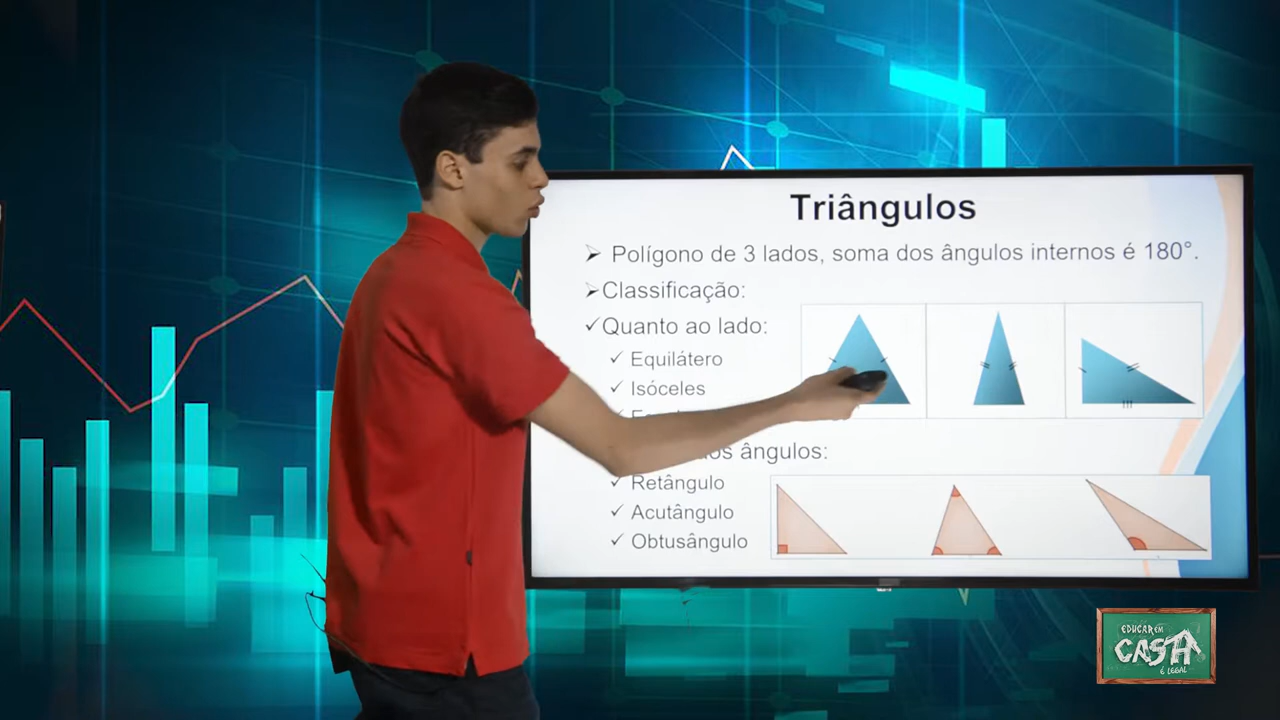 Triângulos
➢ Polígono de 3 lados, soma dos ângulos internos é 180°.
➢Classificação:
✓Quanto ao lado:
✓ Equilátero
✓ Isóceles
ângulos:
✓ Retângulo
✓ Acutângulo
✓ Obtusângulo
EDUCAR EM
CASA
É LEGAL